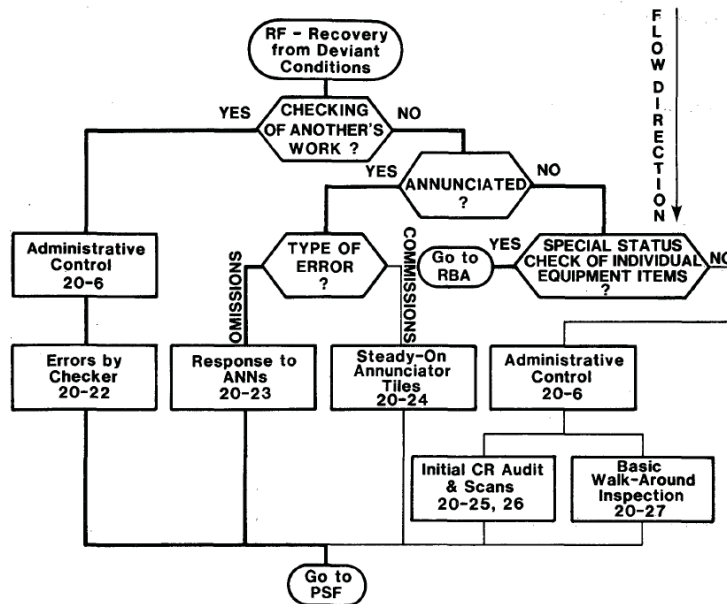 RF - Recovery
from Deviant
Conditions
YES
CHECKING
OF ANOTHER'S
WORK ?
NO
YES
ANNUNCIATED
?
NO
FLOW DIRECTION
Administrative
Control
20-6
OMISSIONS
TYPE OF
ERROR
?
COMMISSIONS
Go to
RBA
YES
SPECIAL STATUS
CHECK OF INDIVIDUAL
EQUIPMENT ITEMS
?
NO
Errors by
Checker
20-22
Response to
ANNs
20-23
Steady-On
Annunciator
Tiles
20-24
Administrative
Control
20-6
Initial CR Audit
& Scans
20-25, 26
Basic
Walk-Around
Inspection
20-27
Go to
PSF